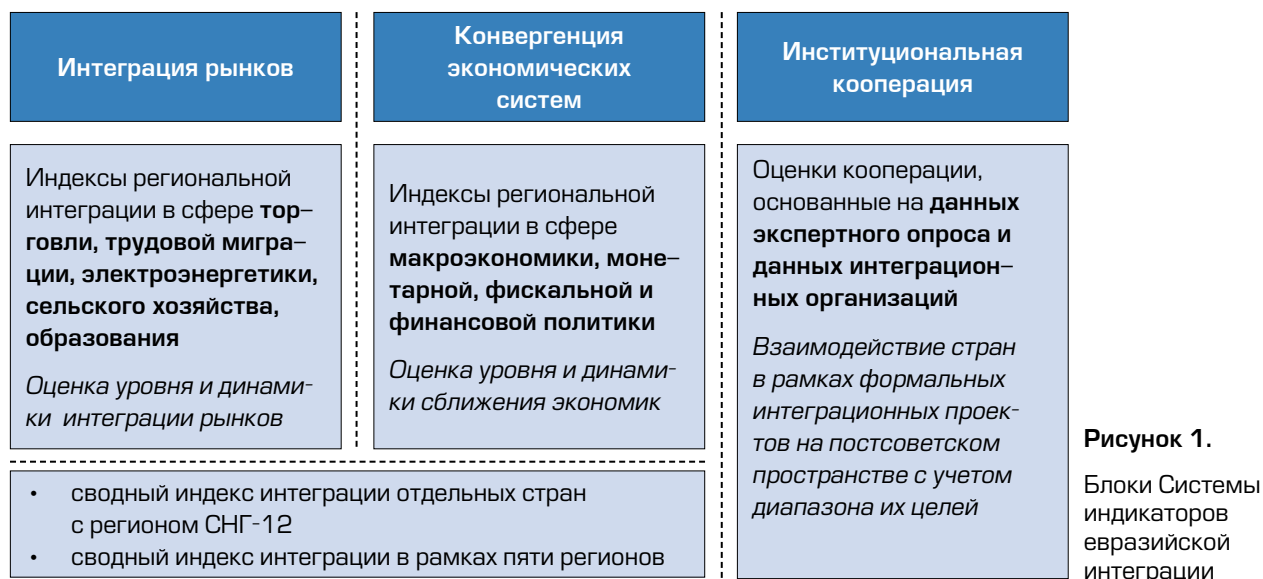 Интеграция рынков
Конвергенция
экономических
систем
Институциональная
кооперация
Индексы региональной
интеграции в сфере тор–
говли, трудовой мигра–
ции, электроэнергетики,
сельского хозяйства,
образования
Оценка уровня и динами-
ки интеграции рынков
Индексы региональной
интеграции в сфере
макроэкономики, моне–
тарной, фискальной и
финансовой политики
Оценка уровня и динами-
ки сближения экономик
Оценки кооперации,
основанные на данных
экспертного опроса и
данных интеграцион–
ных организаций
Взаимодействие стран
в рамках формальных
интеграционных проек-
тов на постсоветском
пространстве с учетом
диапазона их целей
• сводный индекс интеграции отдельных стран
с регионом СНГ-12
• сводный индекс интеграции в рамках пяти регионов
Рисунок 1.
Блоки Системы
индикаторов
евразийской
интеграции